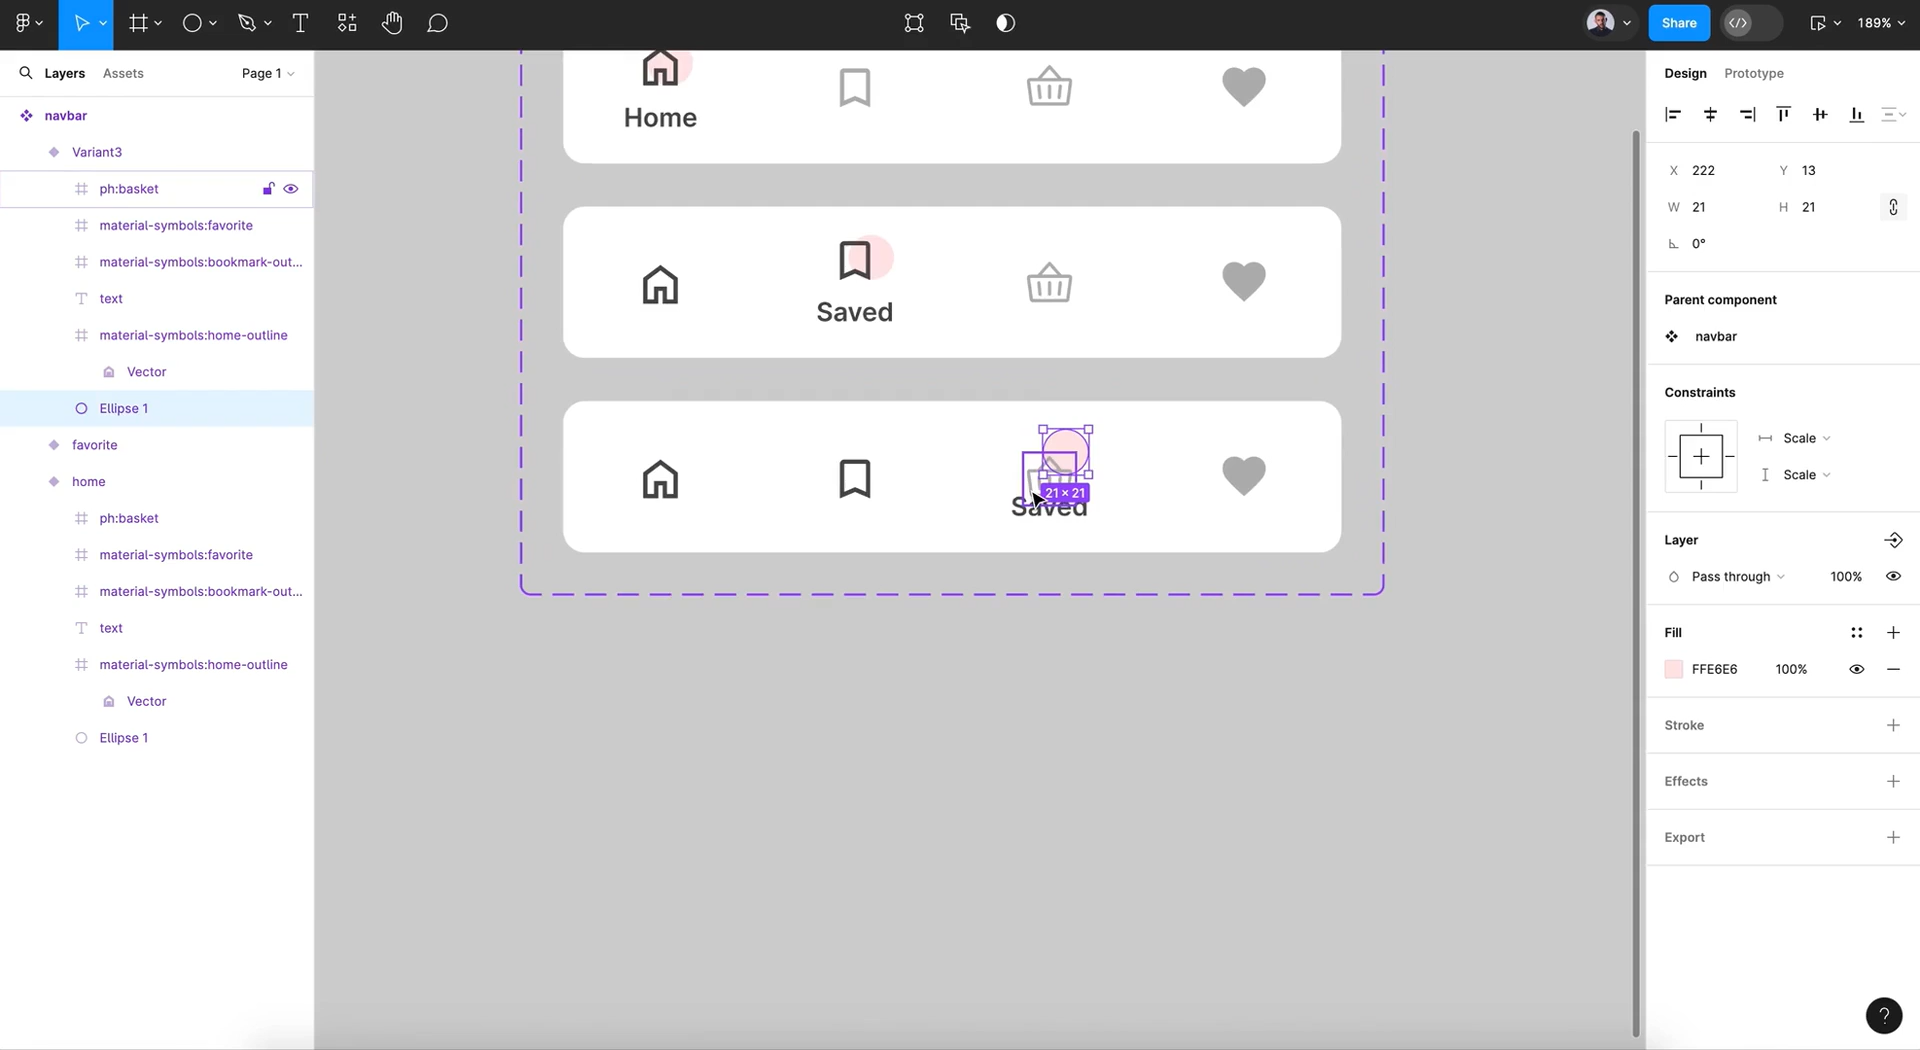 Share
189%
Layers
Assets
Page 1
navbar
Variant3
ph:basket
material-symbols:favorite
material-symbols:bookmark-out...
text
material-symbols:home-outline
Vector
Ellipse 1
favorite
home
ph:basket
material-symbols:favorite
material-symbols:bookmark-out...
text
material-symbols:home-outline
Vector
Ellipse 1
Home
Saved
21 × 21
Saved
Design
Prototype
X 222 Y 13
W 21 H 21
0°
Parent component
navbar
Constraints
Scale
Scale
Layer
Pass through 100%
Fill
FFE6E6 100%
Stroke
Effects
Export
?